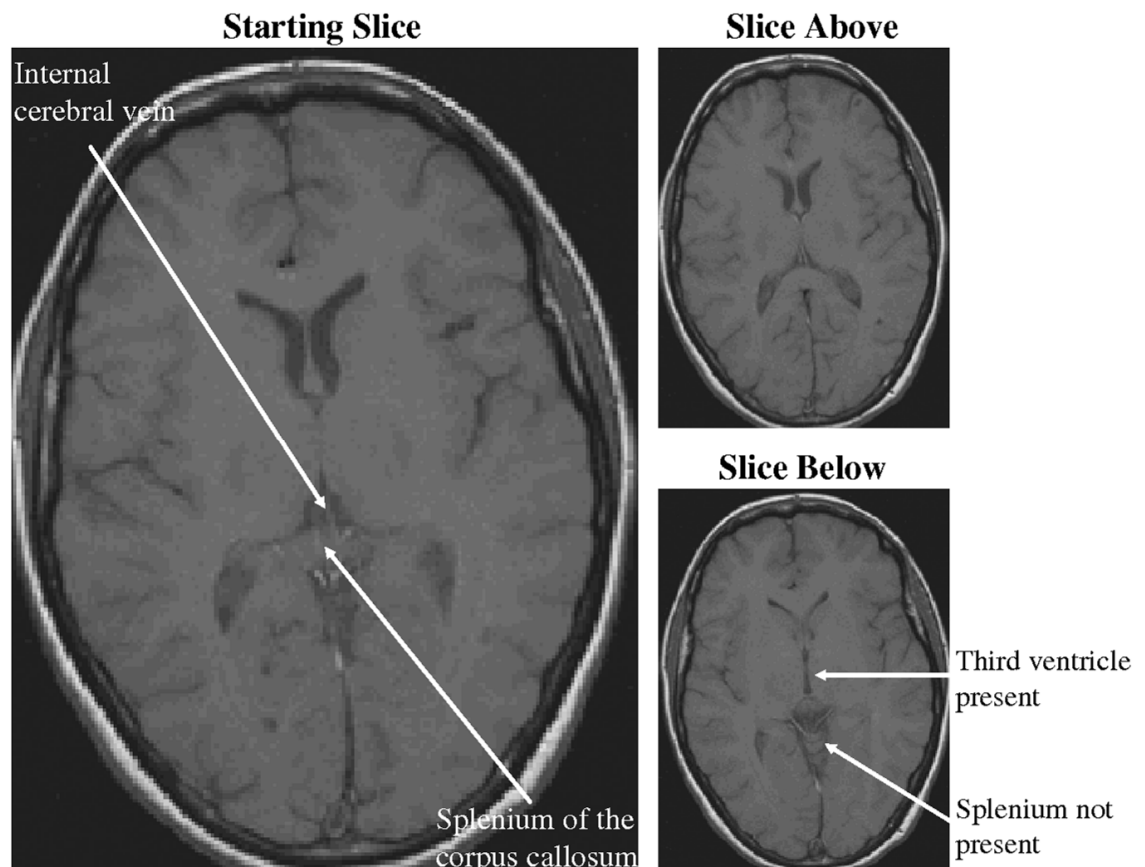 Starting Slice
Internal
cerebral vein
Splenium of the
corpus callosum
Slice Above
Slice Below
Third ventricle
present
Splenium not
present